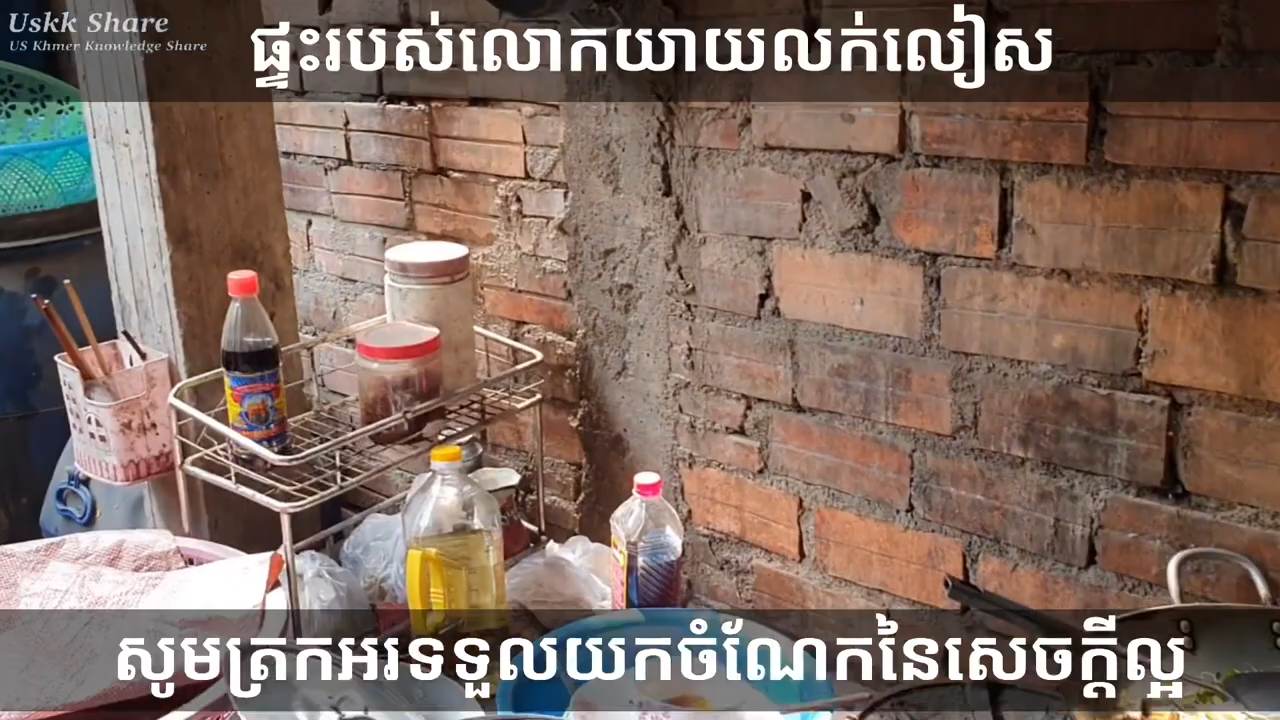 Uskk Share
US Khmer Knowledge Share
ផ្ទះរបស់លោកយាយលក់លៀស
សូមត្រេកអរទទួលយកចំណែកនៃសេចក្ដីល្អ